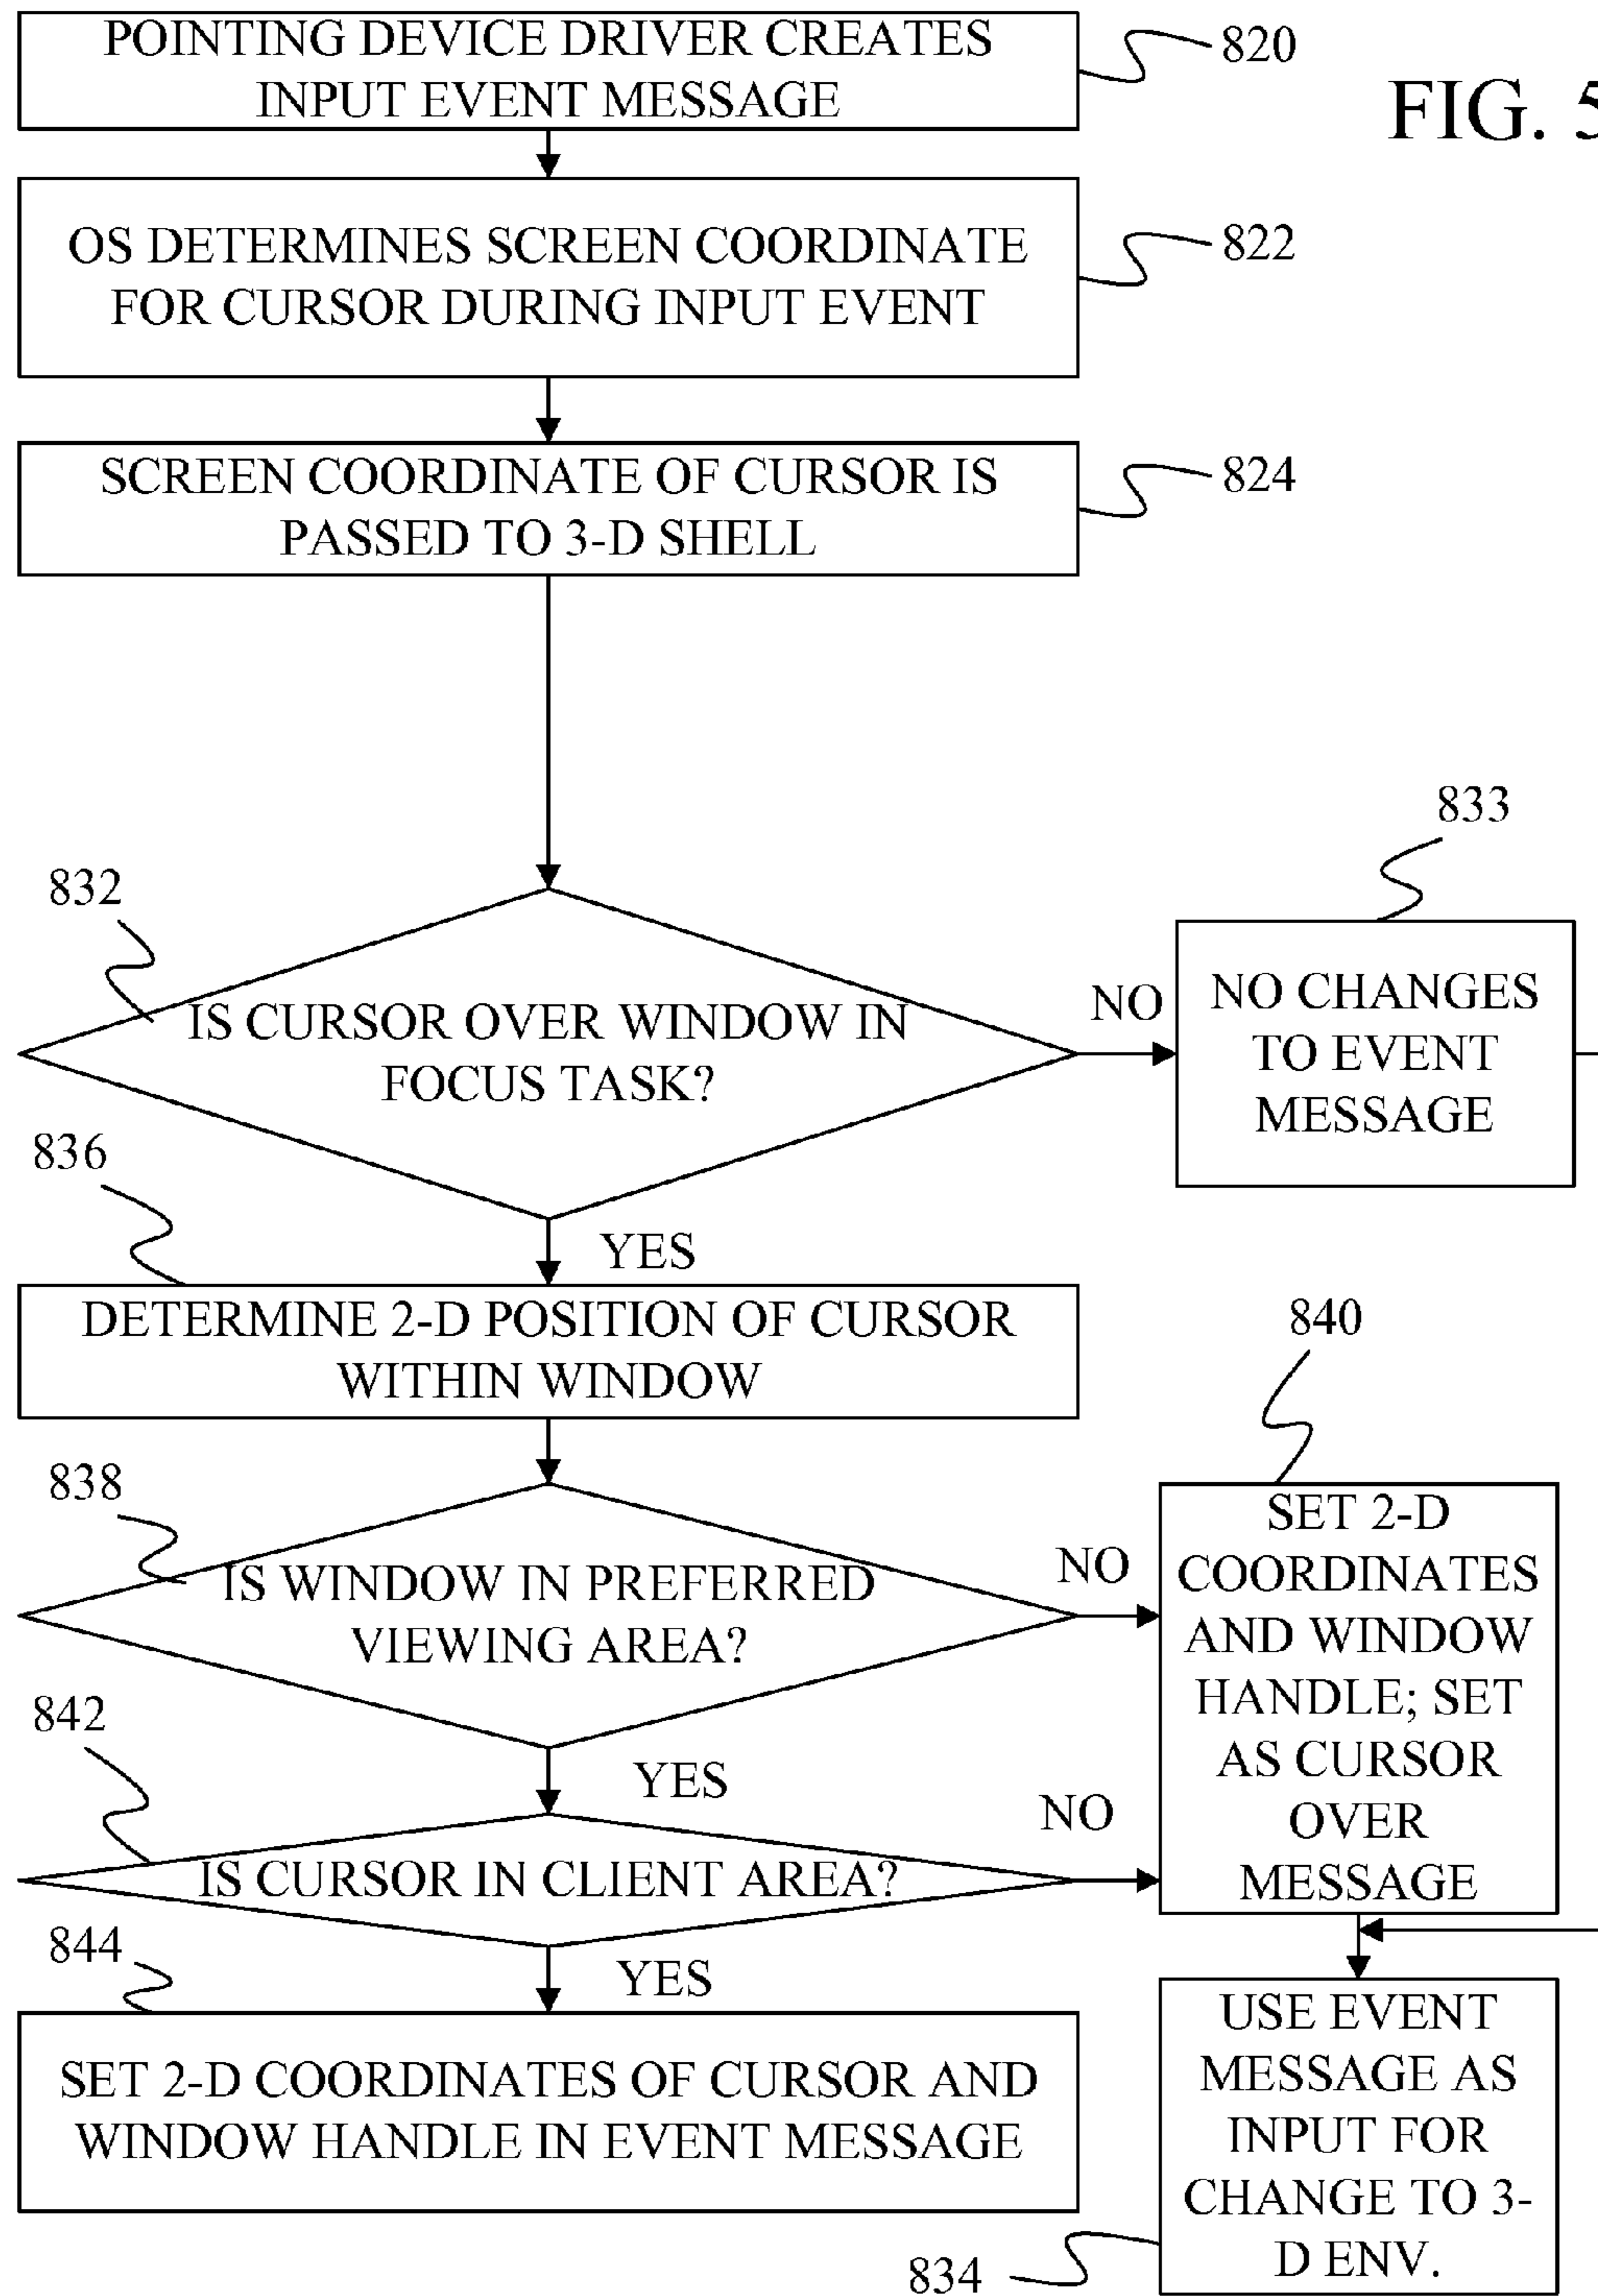 POINTING DEVICE DRIVER CREATES
INPUT EVENT MESSAGE
820
FIG. 5
OS DETERMINES SCREEN COORDINATE
FOR CURSOR DURING INPUT EVENT
822
SCREEN COORDINATE OF CURSOR IS
PASSED TO 3-D SHELL
824
832
IS CURSOR OVER WINDOW IN
FOCUS TASK?
NO
833
NO CHANGES
TO EVENT
MESSAGE
YES
836
DETERMINE 2-D POSITION OF CURSOR
WITHIN WINDOW
838
IS WINDOW IN PREFERRED
VIEWING AREA?
NO
840
SET 2-D
COORDINATES
AND WINDOW
HANDLE; SET
AS CURSOR
OVER
MESSAGE
YES
842
IS CURSOR IN CLIENT AREA?
NO
YES
844
SET 2-D COORDINATES OF CURSOR AND
WINDOW HANDLE IN EVENT MESSAGE
USE EVENT
MESSAGE AS
INPUT FOR
CHANGE TO 3-
D ENV.
834